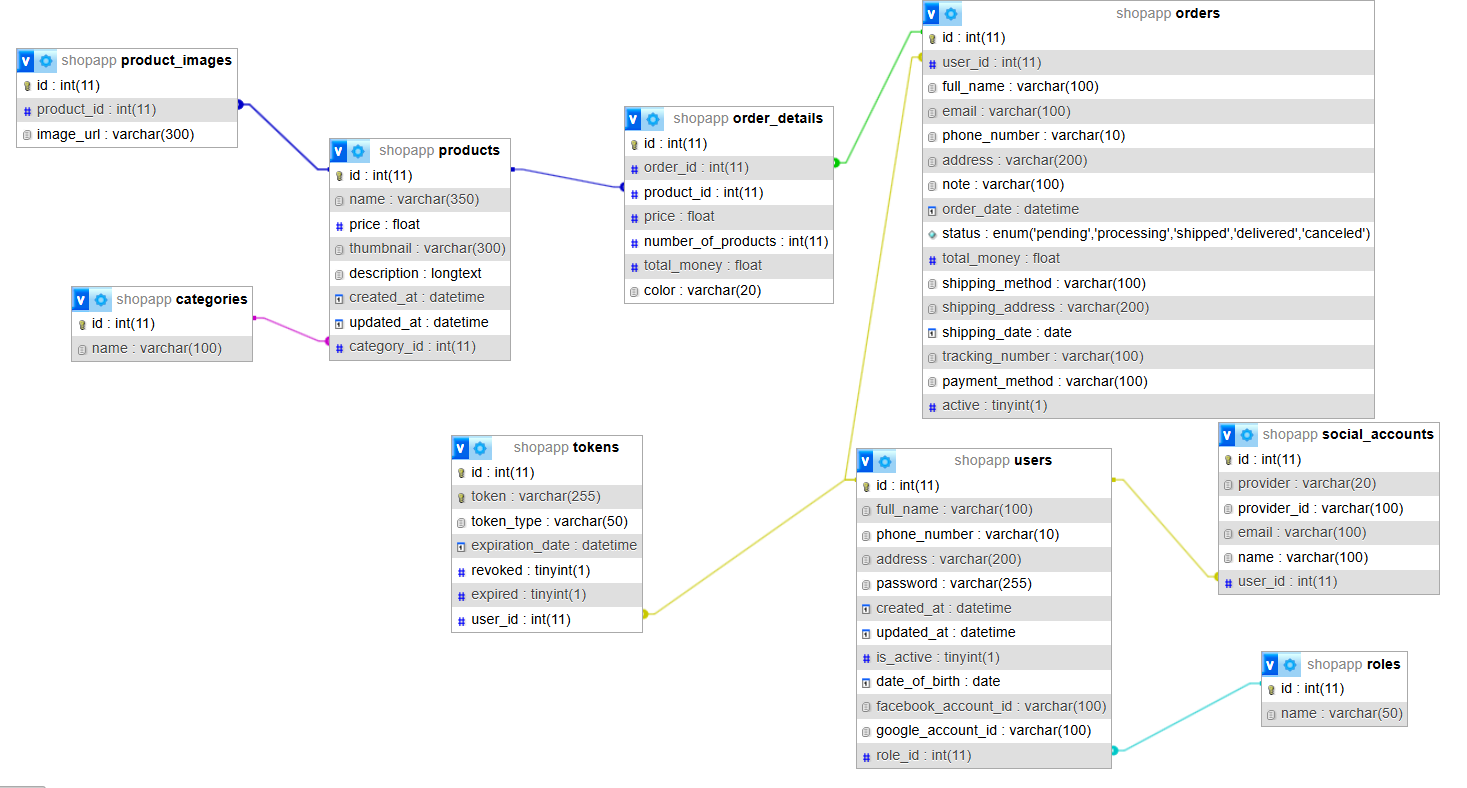 shopapp product_images
id : int(11)
product_id : int(11)
image_url : varchar(300)
shopapp categories
id : int(11)
name : varchar(100)
shopapp products
id : int(11)
name : varchar(350)
price : float
thumbnail : varchar(300)
description : longtext
created_at : datetime
updated_at : datetime
category_id : int(11)
shopapp order_details
id : int(11)
order_id : int(11)
product_id : int(11)
price : float
number_of_products : int(11)
total_money : float
color : varchar(20)
shopapp orders
id : int(11)
user_id : int(11)
full_name : varchar(100)
email : varchar(100)
phone_number : varchar(10)
address : varchar(200)
note : varchar(100)
order_date : datetime
status : enum('pending','processing','shipped','delivered','canceled')
total_money : float
shipping_method : varchar(100)
shipping_address : varchar(200)
shipping_date : date
tracking_number : varchar(100)
payment_method : varchar(100)
active : tinyint(1)
shopapp tokens
id : int(11)
token : varchar(255)
token_type : varchar(50)
expiration_date : datetime
revoked : tinyint(1)
expired : tinyint(1)
user_id : int(11)
shopapp users
id : int(11)
full_name : varchar(100)
phone_number : varchar(10)
address : varchar(200)
password : varchar(255)
created_at : datetime
updated_at : datetime
is_active : tinyint(1)
date_of_birth : date
facebook_account_id : varchar(100)
google_account_id : varchar(100)
role_id : int(11)
shopapp social_accounts
id : int(11)
provider : varchar(20)
provider_id : varchar(100)
email : varchar(100)
name : varchar(100)
user_id : int(11)
shopapp roles
id : int(11)
name : varchar(50)